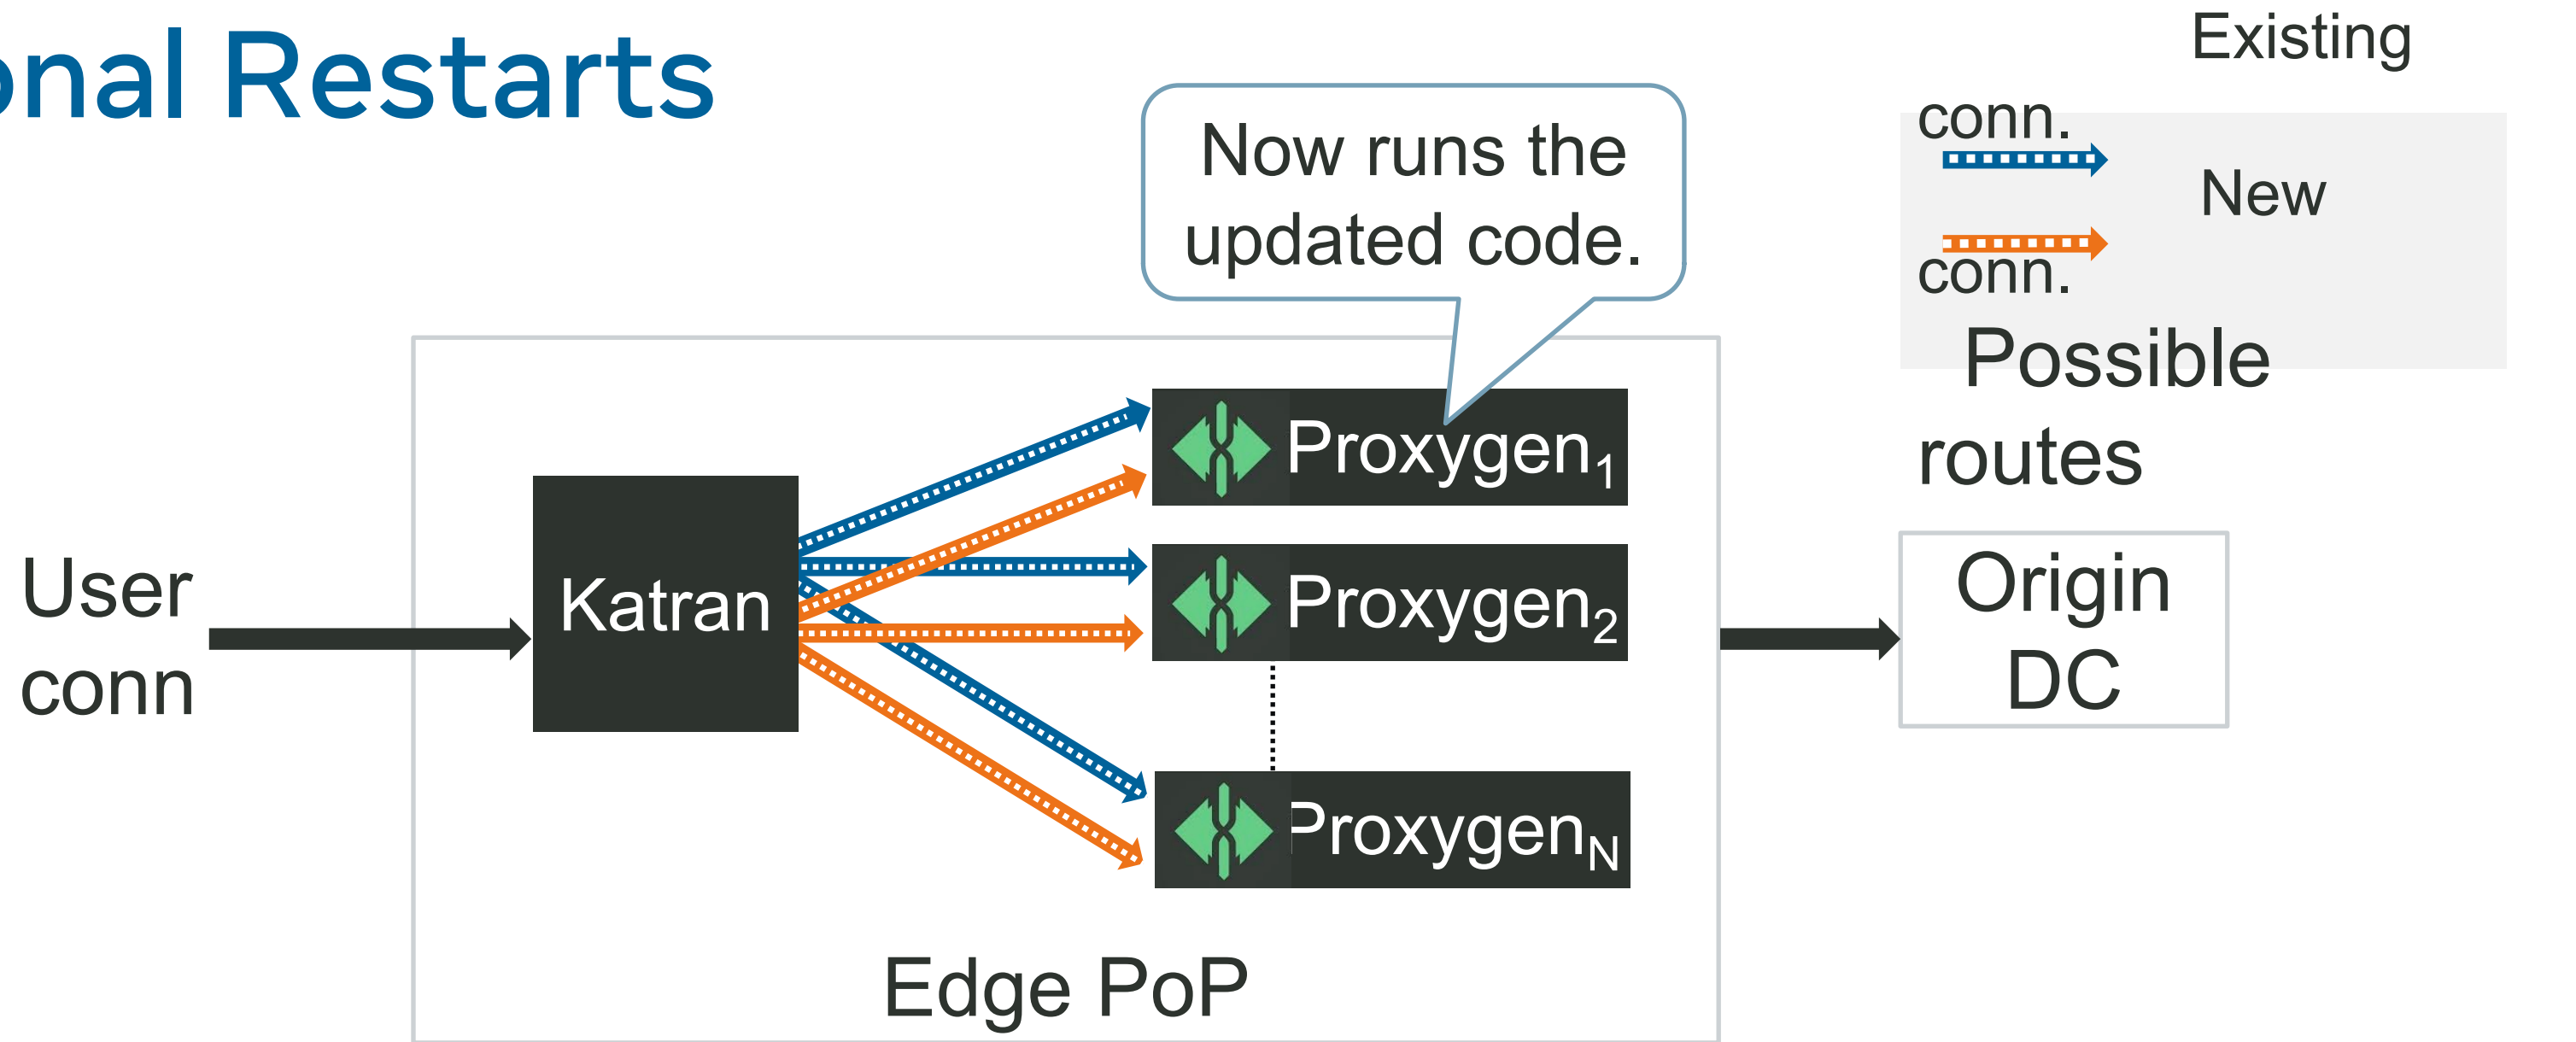 onal Restarts
Existing
conn.
New
conn.
Possible
routes
Now runs the
updated code.
User
conn
Katran
Proxygen1
Proxygen2
ProxygenN
Edge PoP
Origin
DC